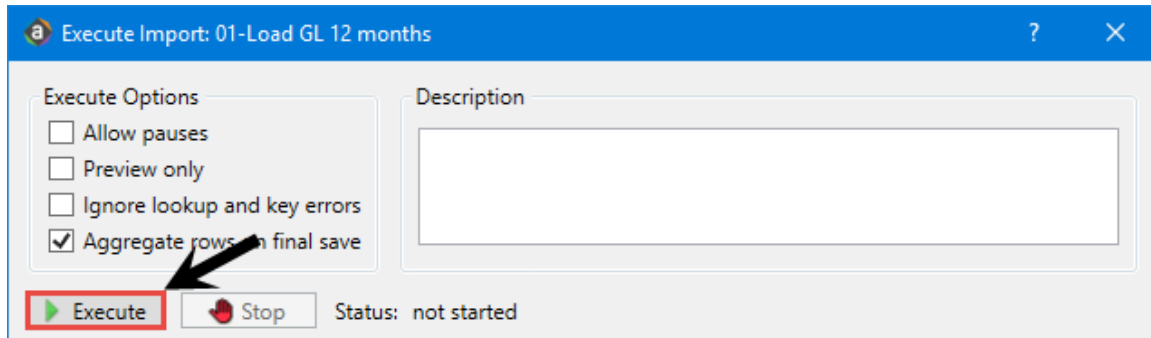 Execute Import: 01-Load GL 12 months
Execute Options
Allow pauses
Preview only
Ignore lookup and key errors
Aggregate rows on final save
Description
Execute
Stop
Status: not started